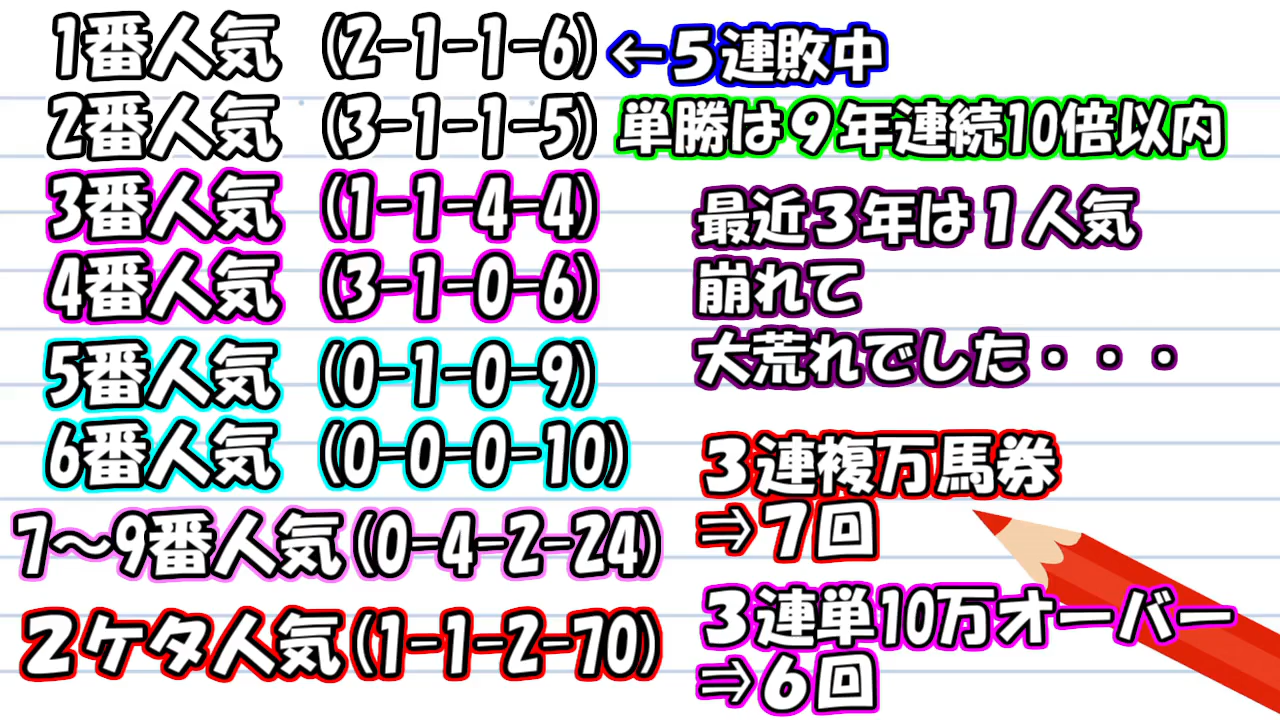 1番人気 (2-1-1-6) ←5連敗中
2番人気 (3-1-1-5) 単勝は9年連続10倍以内
3番人気 (1-1-4-4)
4番人気 (3-1-0-6)
5番人気 (0-1-0-9)
6番人気 (0-0-0-10)
7～9番人気(0-4-2-24)
2ケタ人気(1-1-2-70)
最近3年は1人気
崩れて
大荒れでした・・・
3連複万馬券
⇒7回
3連単10万オーバー
⇒6回